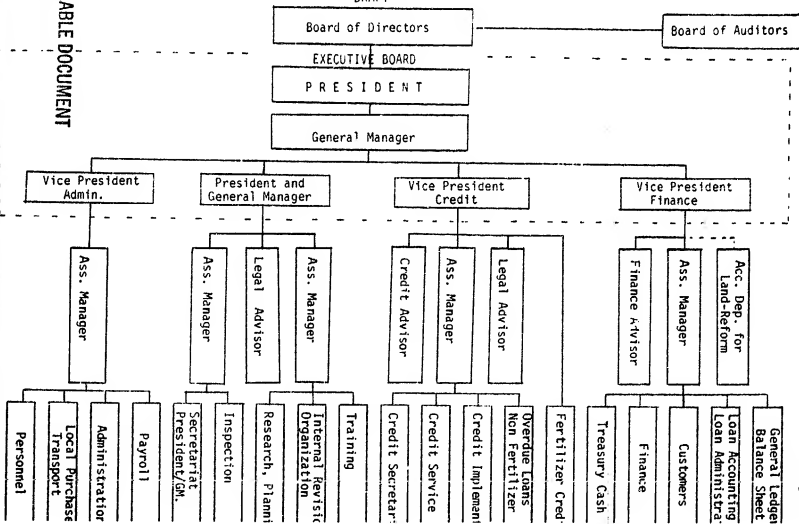 ABLE DOCUMENT
Board of Directors
Board of Auditors
EXECUTIVE BOARD
PRESIDENT
General Manager
Vice President
Admin.
President and
General Manager
Vice President
Credit
Vice President
Finance
Ass. Manager
Ass. Manager
Legal Advisor
Ass. Manager
Credit Advisor
Ass. Manager
Legal Advisor
Finance Advisor
Ass. Manager
Acc. Dep. for
Land-Reform
Personnel
Local Purchase
Transport
Administration
Payroll
Secretariat
President/GM.
Inspection
Research, Planni
Internal Revisio
Organization
Training
Credit Secretar
Credit Service
Credit Implemen
Overdue Loans
Non Fertilizer
Fertilizer Cred
Treasury Cash
Finance
Customers
Loan Accounting
Loan Administra
General Ledger
Balance Sheet